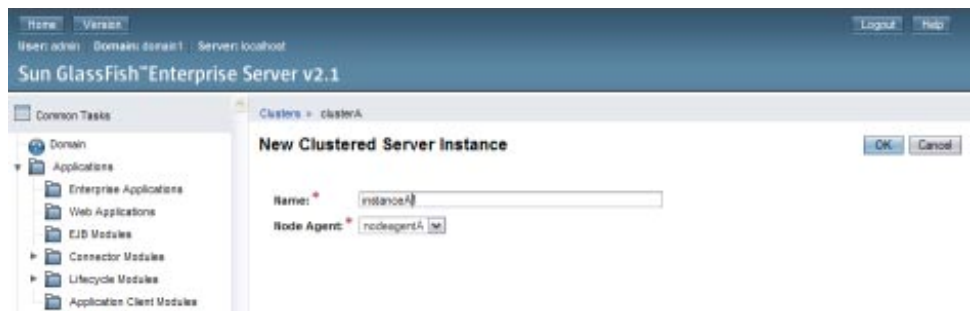 Home Version Logout Help
User: admin Domain: domain1 Server: localhost
Sun GlassFish™ Enterprise Server v2.1
Common Tasks
Domain
Applications
Enterprise Applications
Web Applications
EJB Modules
Connector Modules
Lifecycle Modules
Application Client Modules
Clusters > clusterA
New Clustered Server Instance
OK Cancel
Name: * instanceA
Node Agent: * nodeagentA